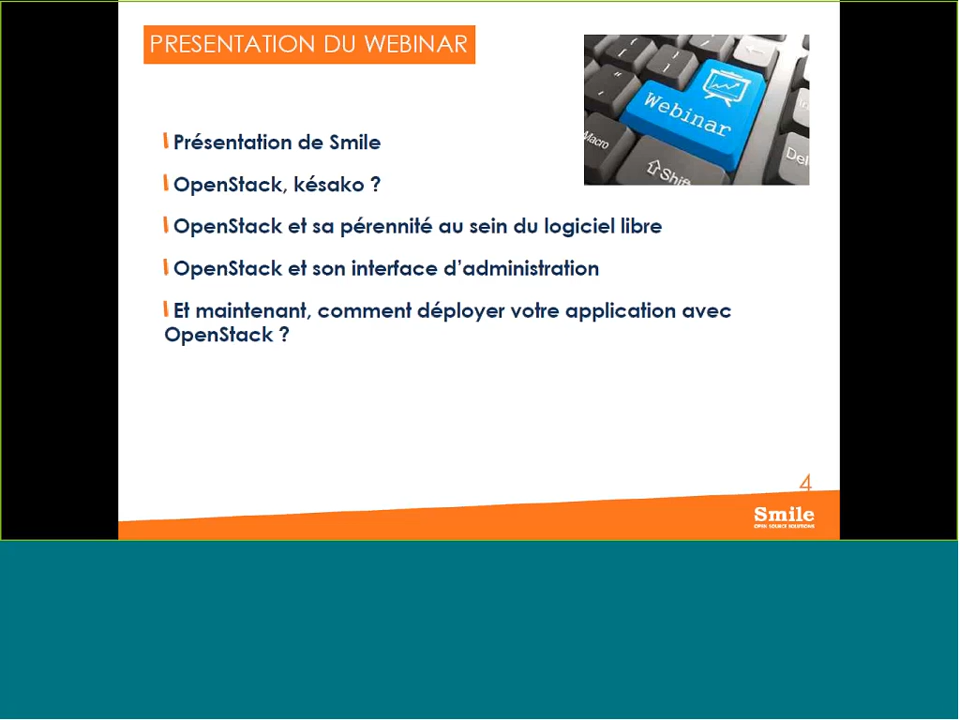 PRESENTATION DU WEBINAR
Webinar
Macro
Shift
Del
Présentation de Smile
OpenStack, késako ?
OpenStack et sa pérennité au sein du logiciel libre
OpenStack et son interface d'administration
Et maintenant, comment déployer votre application avec
OpenStack ?
4
Smile
OPEN SOURCE SOLUTIONS